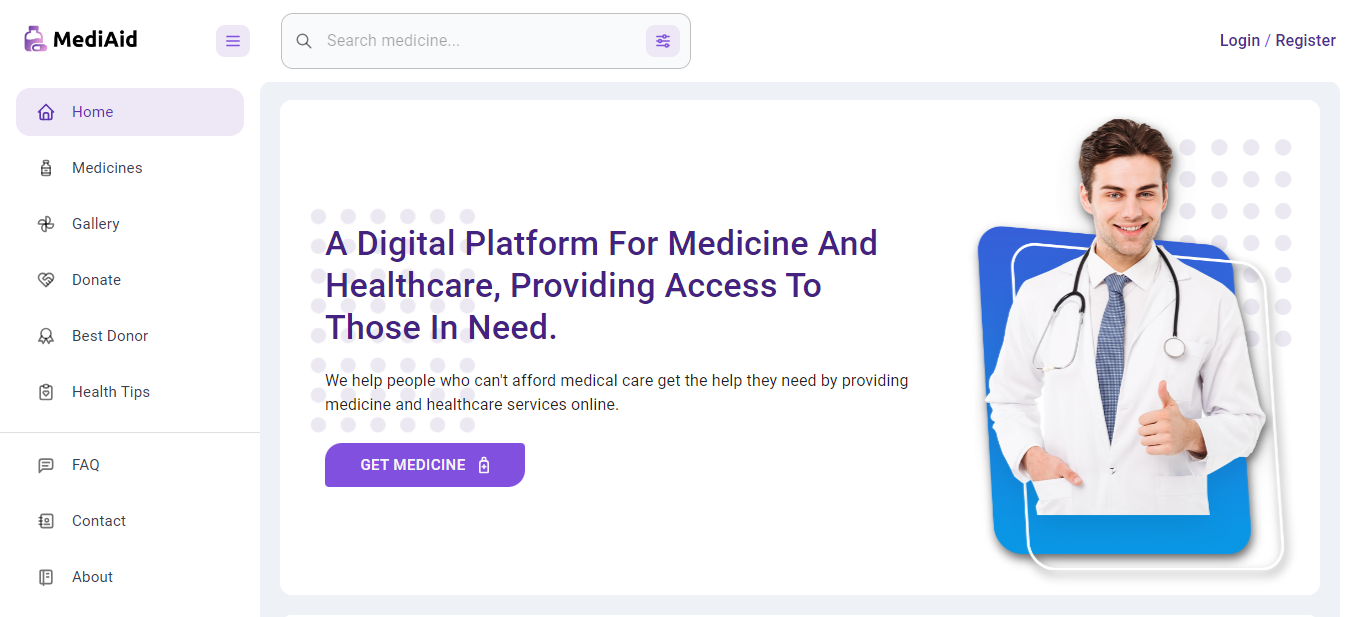 MediAid
Search medicine...
Login / Register
Home
Medicines
Gallery
Donate
Best Donor
Health Tips
FAQ
Contact
About
A Digital Platform For Medicine And
Healthcare, Providing Access To
Those In Need.
We help people who can't afford medical care get the help they need by providing
medicine and healthcare services online.
GET MEDICINE